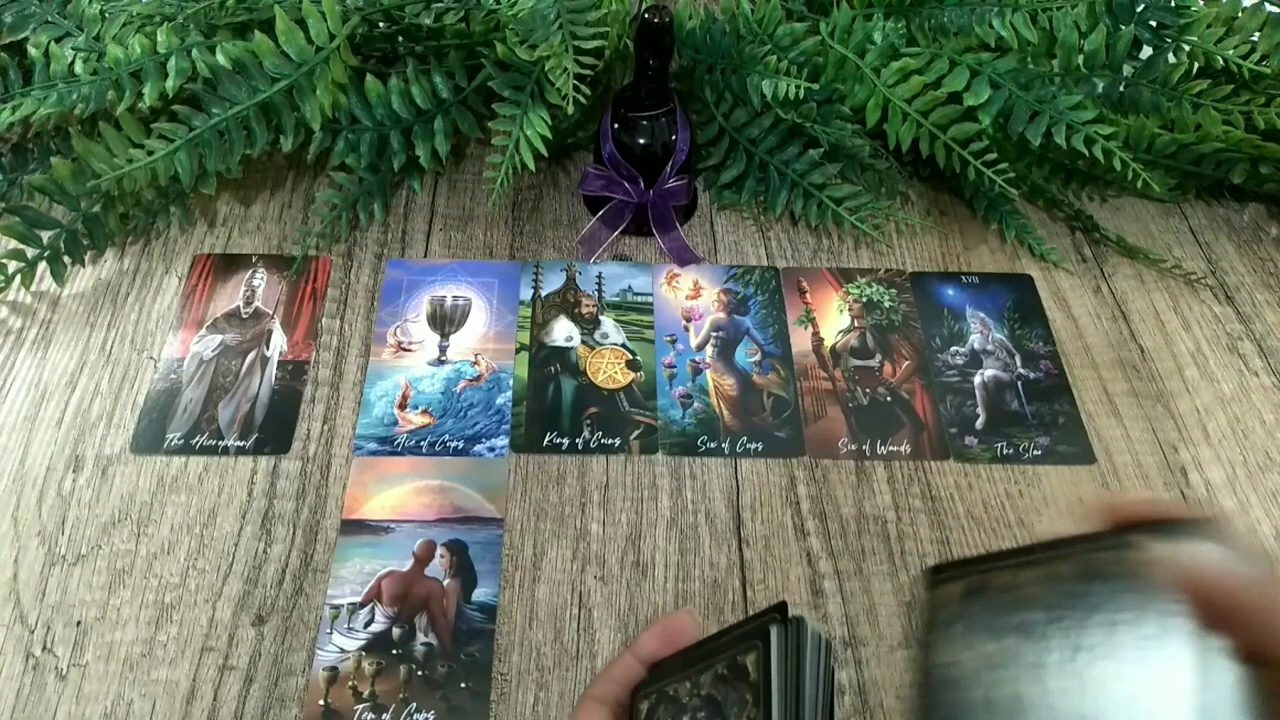 V
The Hierophant
Ace of Cups
King of Coins
Six of Cups
Six of Wands
XVII
The Star
Ten of Cups